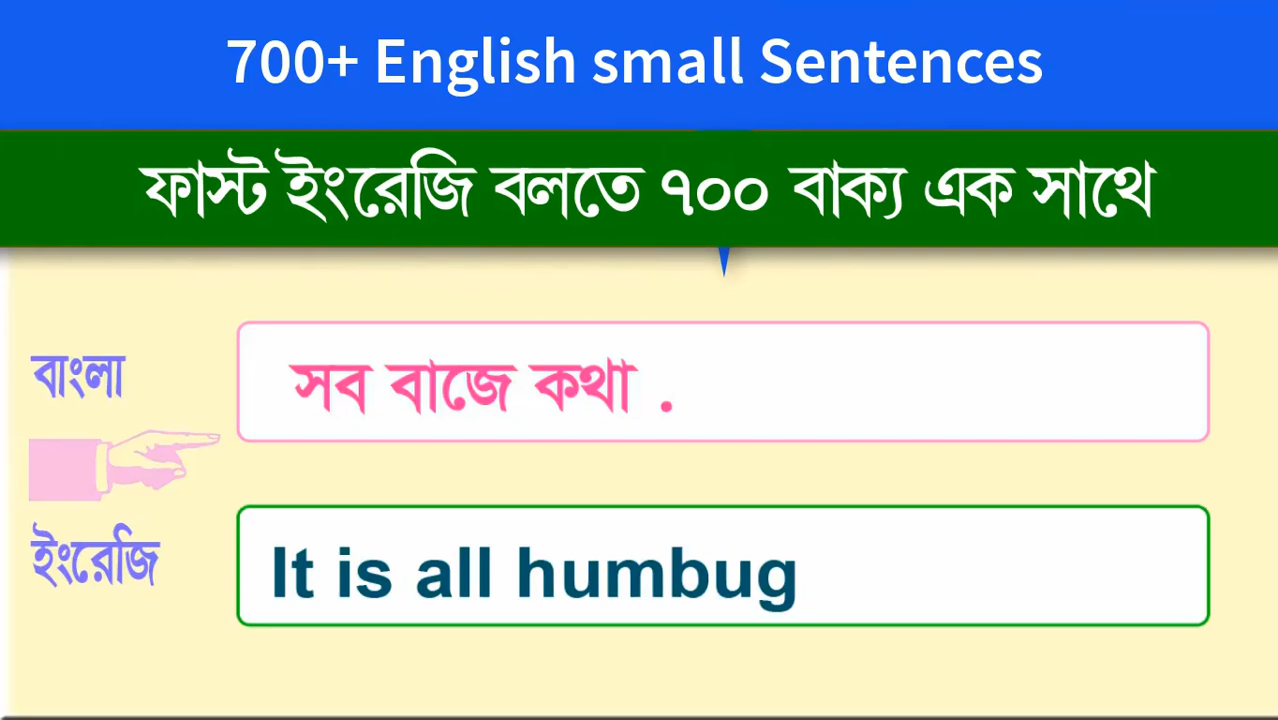 700+ English small Sentences
ফাস্ট ইংরেজি বলতে ৭০০ বাক্য এক সাথে
বাংলা
সব বাজে কথা .
ইংরেজি
It is all humbug